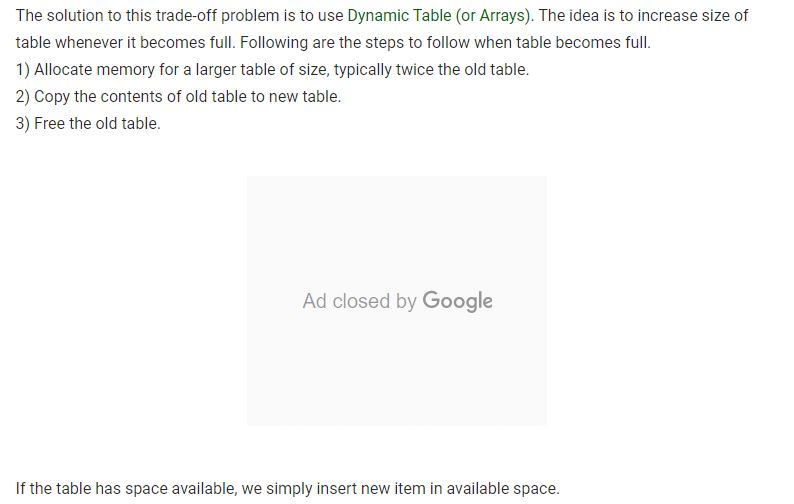 The solution to this trade-off problem is to use Dynamic Table (or Arrays). The idea is to increase size of
table whenever it becomes full. Following are the steps to follow when table becomes full.
1) Allocate memory for a larger table of size, typically twice the old table.
2) Copy the contents of old table to new table.
3) Free the old table.
Ad closed by Google
If the table has space available, we simply insert new item in available space.